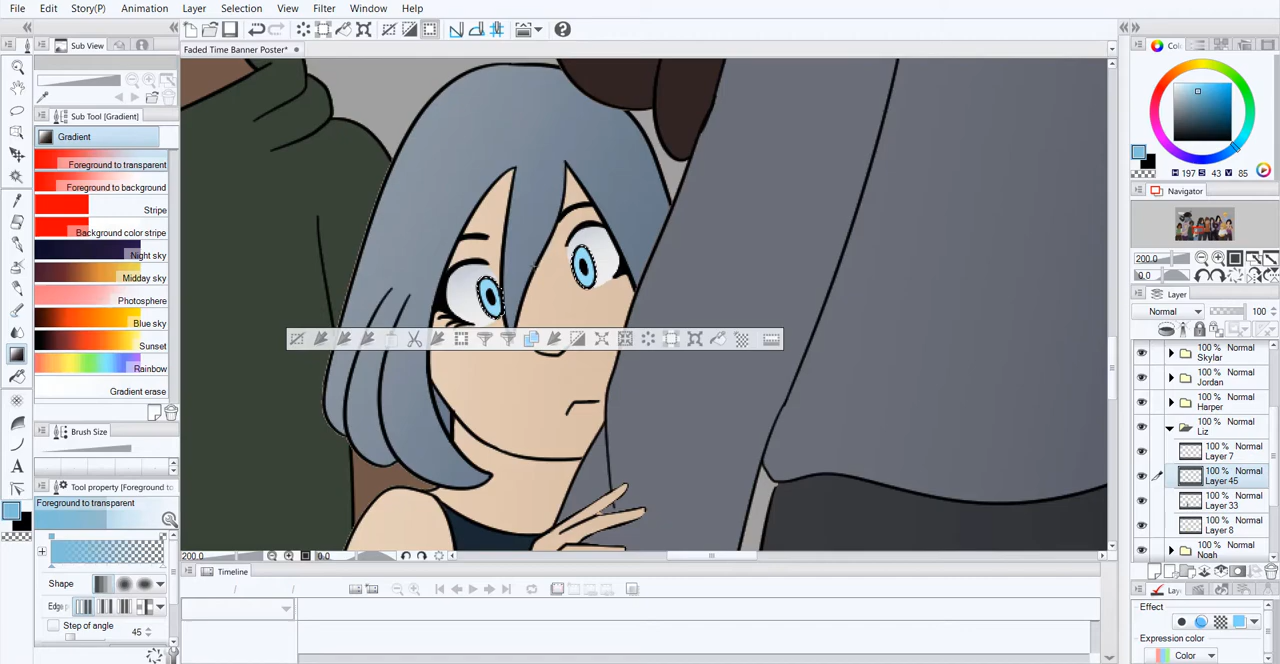 File Edit Story(P) Animation Layer Selection View Filter Window Help
Sub View
Faded Time Banner Poster*
Sub Tool [Gradient]
Gradient
Foreground to transparent
Foreground to background
Stripe
Background color stripe
Night sky
Midday sky
Photosphere
Blue sky
Sunset
Rainbow
Gradient erase
Brush Size
Tool property [Foreground to
Foreground to transparent
Shape
Edge p
Step of angle
45
200.0
0.0
Timeline
H 197 S 43 V 85
Navigator
200.0
0.0
Layer
Normal 100
100 % Normal
Skylar
100 % Normal
Jordan
100 % Normal
Harper
100 % Normal
Liz
100 % Normal
Layer 7
100 % Normal
Layer 45
100 % Normal
Layer 33
100 % Normal
Layer 8
100 % Normal
Noah
Effect
Expression color
Color